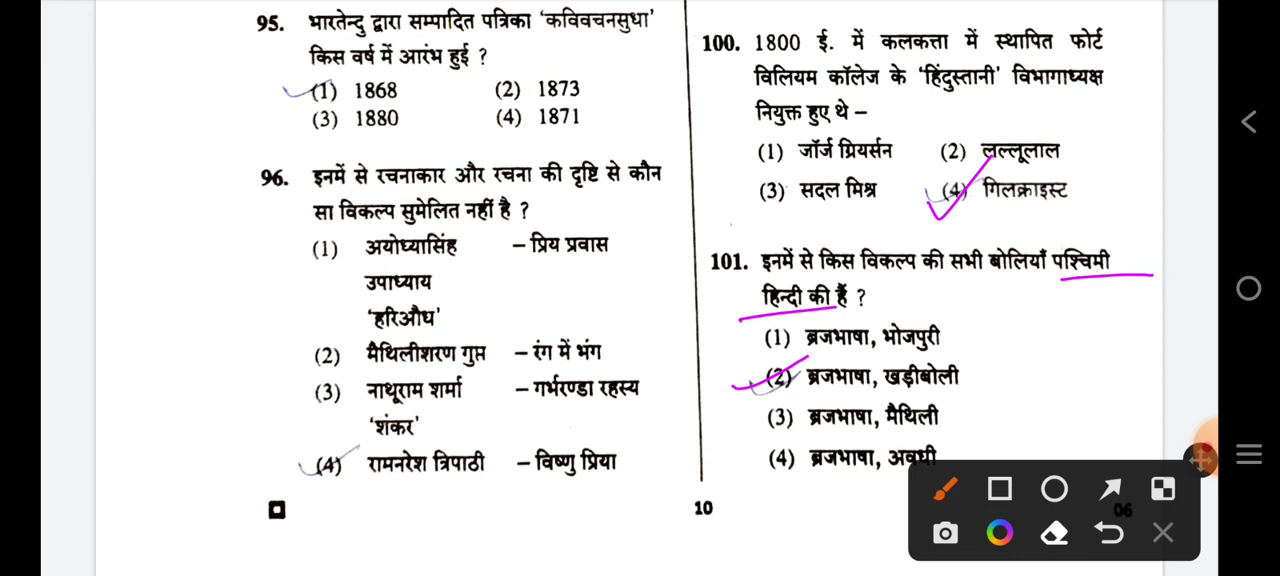 95. भारतेन्दु द्वारा सम्पादित पत्रिका ‘कविवचनसुधा’
किस वर्ष में आरंभ हुई ?
(1) 1868 (2) 1873
(3) 1880 (4) 1871
96. इनमें से रचनाकार और रचना की दृष्टि से कौन
सा विकल्प सुमेलित नहीं है ?
(1) अयोध्यासिंह – प्रिय प्रवास
उपाध्याय
‘हरिऔध’
(2) मैथिलीशरण गुप्त – रंग में भंग
(3) नाथूराम शर्मा – गर्भरण्डा रहस्य
‘शंकर’
(4) रामनरेश त्रिपाठी – विष्णु प्रिया
100. 1800 ई. में कलकत्ता में स्थापित फोर्ट
विलियम कॉलेज के ‘हिंदुस्तानी’ विभागाध्यक्ष
नियुक्त हुए थे –
(1) जॉर्ज ग्रियर्सन (2) लल्लूलाल
(3) सदल मिश्र (4) गिलक्राइस्ट
101. इनमें से किस विकल्प की सभी बोलियाँ पश्चिमी
हिन्दी की हैं ?
(1) ब्रजभाषा, भोजपुरी
(2) ब्रजभाषा, खड़ीबोली
(3) ब्रजभाषा, मैथिली
(4) ब्रजभाषा, अवधी
10
06